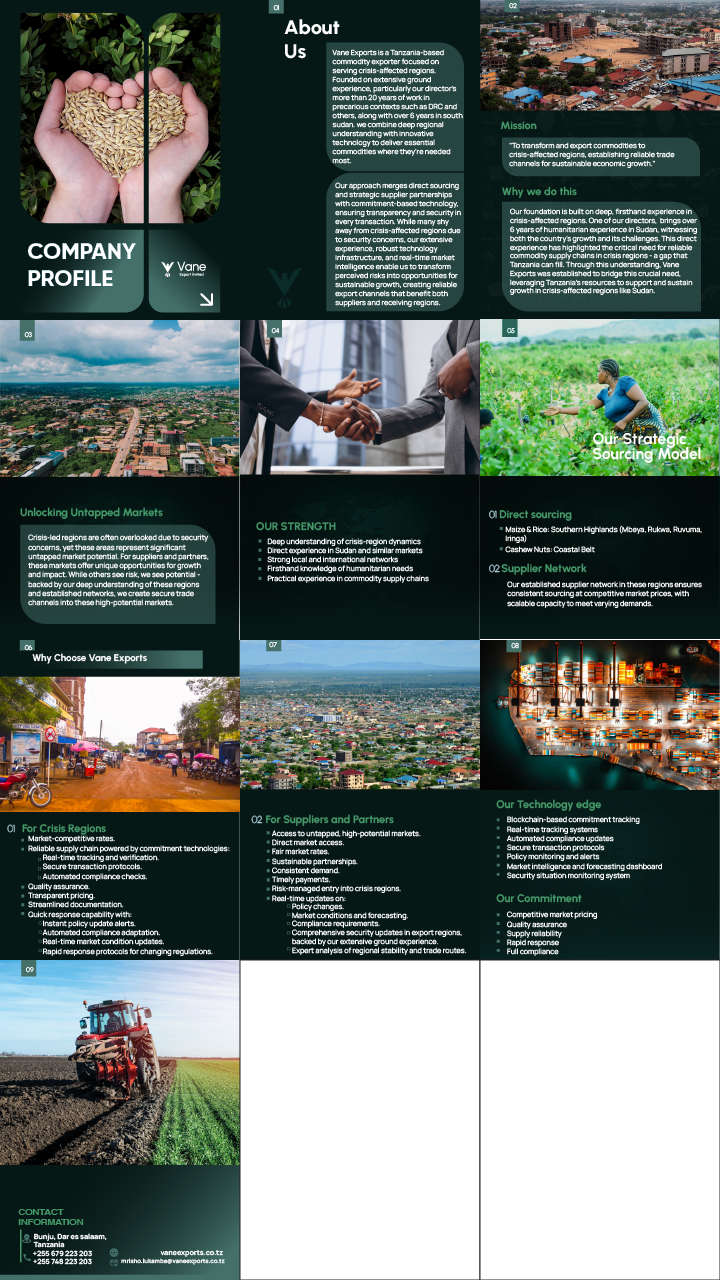 COMPANY
PROFILE
Vane
Export limited
01
About
Us
Vane Exports is a Tanzania-based
commodity exporter focused on
serving crisis-affected regions.
Founded on extensive ground
experience, particularly our director's
more than 20 years of work in
precarious contexts such as DRC and
others, along with over 6 years in south
sudan. we combine deep regional
understanding with innovative
technology to deliver essential
commodities where they're needed
most.
Our approach merges direct sourcing
and strategic supplier partnerships
with commitment-based technology,
ensuring transparency and security in
every transaction. While many shy
away from crisis-affected regions due
to security concerns, our extensive
experience, robust technology
infrastructure, and real-time market
intelligence enable us to transform
perceived risks into opportunities for
sustainable growth, creating reliable
export channels that benefit both
suppliers and receiving regions.
02
Mission
"To transform and export commodities to
crisis-affected regions, establishing reliable trade
channels for sustainable economic growth."
Why we do this
Our foundation is built on deep, firsthand experience in
crisis-affected regions. One of our directors, brings over
6 years of humanitarian experience in Sudan, witnessing
both the country's growth and its challenges. This direct
experience has highlighted the critical need for reliable
commodity supply chains in crisis regions - a gap that
Tanzania can fill. Through this understanding, Vane
Exports was established to bridge this crucial need,
leveraging Tanzania's resources to support and sustain
growth in crisis-affected regions like Sudan.
03
Unlocking Untapped Markets
Crisis-led regions are often overlooked due to security
concerns, yet these areas represent significant
untapped market potential. For suppliers and partners,
these markets offer unique opportunities for growth
and impact. While others see risk, we see potential -
backed by our deep understanding of these regions
and established networks, we create secure trade
channels into these high-potential markets.
04
OUR STRENGTH
Deep understanding of crisis-region dynamics
Direct experience in Sudan and similar markets
Strong local and international networks
Firsthand knowledge of humanitarian needs
Practical experience in commodity supply chains
05
Our Strategic
Sourcing Model
01 Direct sourcing
Maize & Rice: Southern Highlands (Mbeya, Rukwa, Ruvuma,
Iringa)
Cashew Nuts: Coastal Belt
02 Supplier Network
Our established supplier network in these regions ensures
consistent sourcing at competitive market prices, with
scalable capacity to meet varying demands.
06
Why Choose Vane Exports
01 For Crisis Regions
Market-competitive rates.
Reliable supply chain powered by commitment technologies:
Real-time tracking and verification.
Secure transaction protocols.
Automated compliance checks.
Quality assurance.
Transparent pricing.
Streamlined documentation.
Quick response capability with:
Instant policy update alerts.
Automated compliance adaptation.
Real-time market condition updates.
Rapid response protocols for changing regulations.
07
02 For Suppliers and Partners
Access to untapped, high-potential markets.
Direct market access.
Fair market rates.
Sustainable partnerships.
Consistent demand.
Timely payments.
Risk-managed entry into crisis regions.
Real-time updates on:
Policy changes.
Market conditions and forecasting.
Compliance requirements.
Comprehensive security updates in export regions,
backed by our extensive ground experience.
Expert analysis of regional stability and trade routes.
08
Our Technology edge
Blockchain-based commitment tracking
Real-time tracking systems
Automated compliance updates
Secure transaction protocols
Policy monitoring and alerts
Market intelligence and forecasting dashboard
Security situation monitoring system
Our Commitment
Competitive market pricing
Quality assurance
Supply reliability
Rapid response
Full compliance
09
CONTACT
INFORMATION
Bunju, Dar es salaam,
Tanzania
+255 679 223 203
+255 748 223 203
vaneexports.co.tz
mrisho.lukamba@vaneexports.co.tz